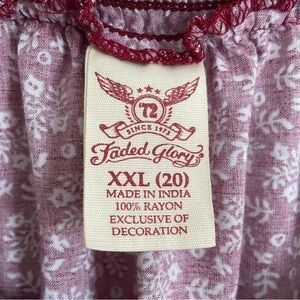 72
SINCE 1972
Faded Glory
XXL (20)
MADE IN INDIA
100% RAYON
EXCLUSIVE OF
DECORATION